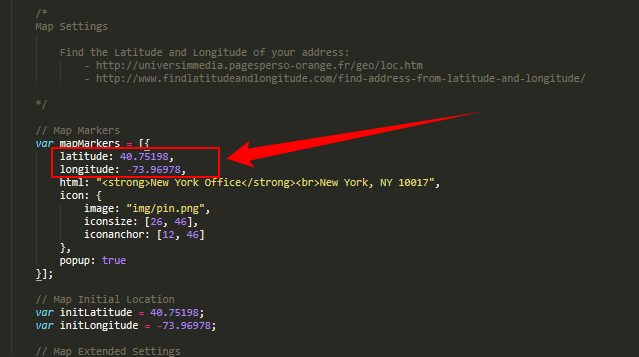 /*
Map Settings
Find the Latitude and Longitude of your address:
- http://universimmedia.pagesperso-orange.fr/geo/loc.htm
- http://www.findlatitudeandlongitude.com/find-address-from-latitude-and-longitude/
*/
// Map Markers
var mapMarkers = [{
latitude: 40.75198,
longitude: -73.96978,
html: "<strong>New York Office</strong><br>New York, NY 10017",
icon: {
image: "img/pin.png",
iconsize: [26, 46],
iconanchor: [12, 46]
},
popup: true
}];
// Map Initial Location
var initLatitude = 40.75198;
var initLongitude = -73.96978;
// Map Extended Settings